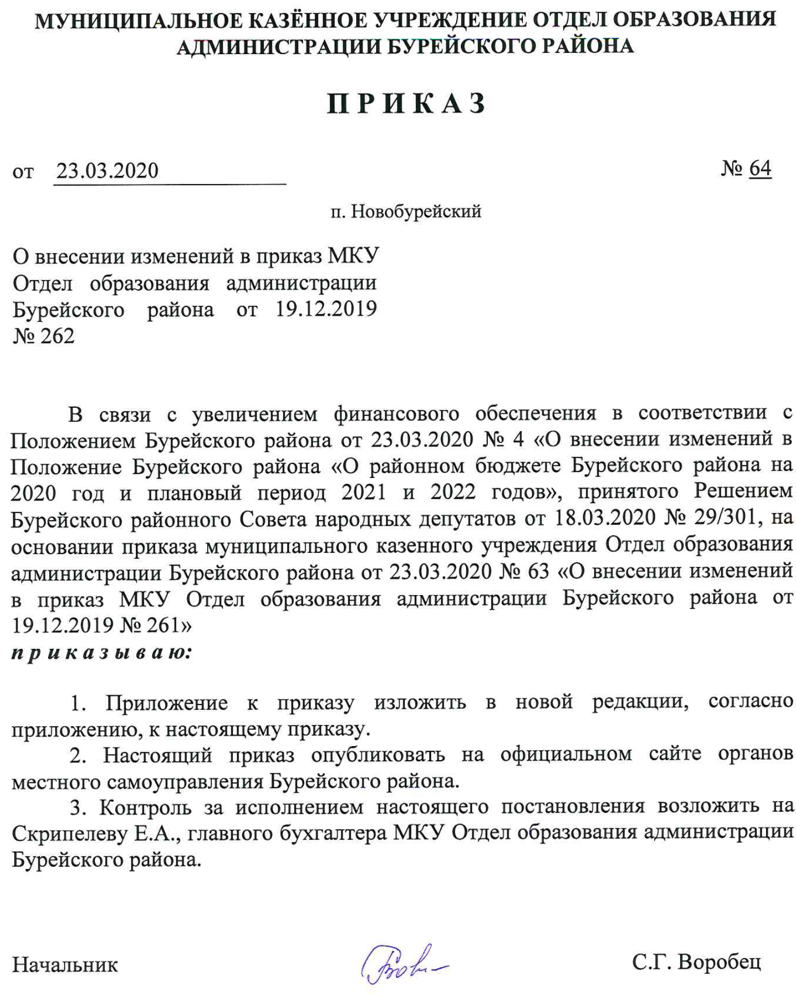 МУНИЦИПАЛЬНОЕ КАЗЁННОЕ УЧРЕЖДЕНИЕ ОТДЕЛ ОБРАЗОВАНИЯ
АДМИНИСТРАЦИИ БУРЕЙСКОГО РАЙОНА
П Р И К А З
от 23.03.2020 № 64
п. Новобурейский
О внесении изменений в приказ МКУ
Отдел образования администрации
Бурейского района от 19.12.2019
№ 262
В связи с увеличением финансового обеспечения в соответствии с
Положением Бурейского района от 23.03.2020 № 4 «О внесении изменений в
Положение Бурейского района «О районном бюджете Бурейского района на
2020 год и плановый период 2021 и 2022 годов», принятого Решением
Бурейского районного Совета народных депутатов от 18.03.2020 № 29/301, на
основании приказа муниципального казенного учреждения Отдел образования
администрации Бурейского района от 23.03.2020 № 63 «О внесении изменений
в приказ МКУ Отдел образования администрации Бурейского района от
19.12.2019 № 261»
п р и к а з ы в а ю:
1. Приложение к приказу изложить в новой редакции, согласно
приложению, к настоящему приказу.
2. Настоящий приказ опубликовать на официальном сайте органов
местного самоуправления Бурейского района.
3. Контроль за исполнением настоящего постановления возложить на
Скрипелеву Е.А., главного бухгалтера МКУ Отдел образования администрации
Бурейского района.
Начальник С.Г. Воробец